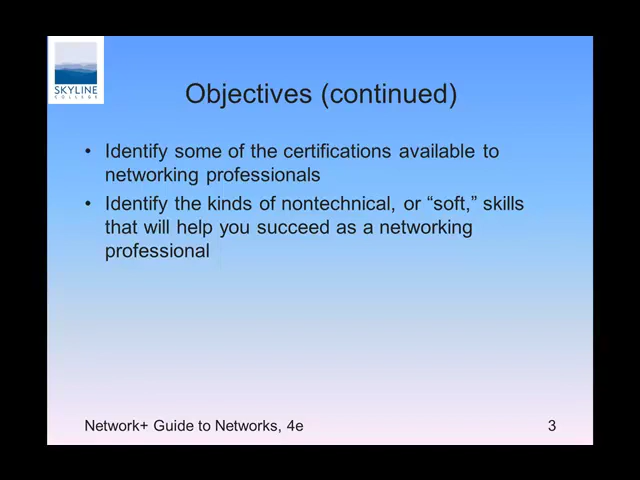 SKYLINE
COLLEGE
Objectives (continued)
• Identify some of the certifications available to
networking professionals
• Identify the kinds of nontechnical, or “soft,” skills
that will help you succeed as a networking
professional
Network+ Guide to Networks, 4e
3